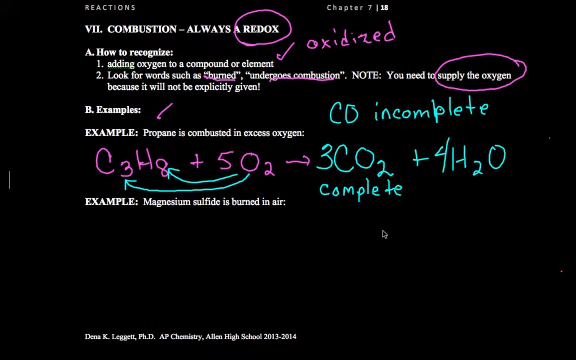 REACTIONS Chapter 7 | 18
VII. COMBUSTION – ALWAYS A REDOX
oxidized
A. How to recognize:
1. adding oxygen to a compound or element
2. Look for words such as "burned", "undergoes combustion". NOTE: You need to supply the oxygen
because it will not be explicitly given!
CO incomplete
B. Examples:
EXAMPLE: Propane is combusted in excess oxygen:
C3H8 + 5O2 → 3CO2 + 4H2O
complete
EXAMPLE: Magnesium sulfide is burned in air:
Dena K. Leggett, Ph.D. AP Chemistry, Allen High School 2013-2014